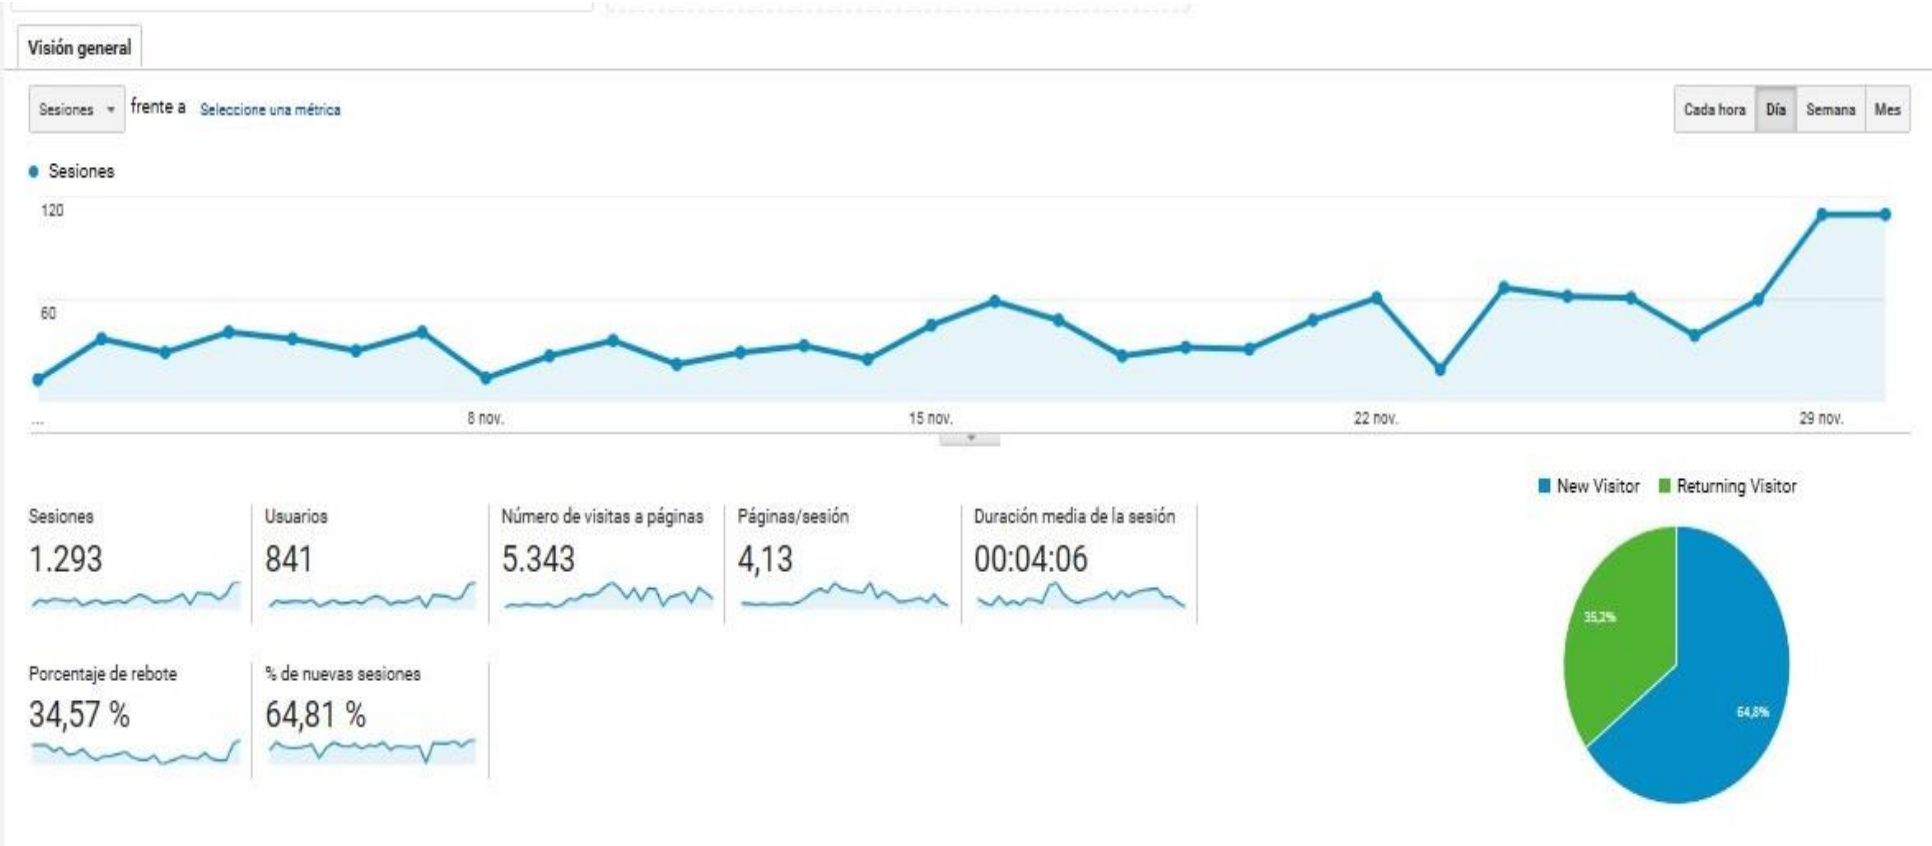 Visión general
Sesiones frente a Seleccione una métrica
Cada hora Día Semana Mes
Sesiones
120
60
... 8 nov. 15 nov. 22 nov. 29 nov.
New Visitor Returning Visitor
Sesiones
1.293
Usuarios
841
Número de visitas a páginas
5.343
Páginas/sesión
4,13
Duración media de la sesión
00:04:06
Porcentaje de rebote
34,57 %
% de nuevas sesiones
64,81 %
35,2%
64,8%